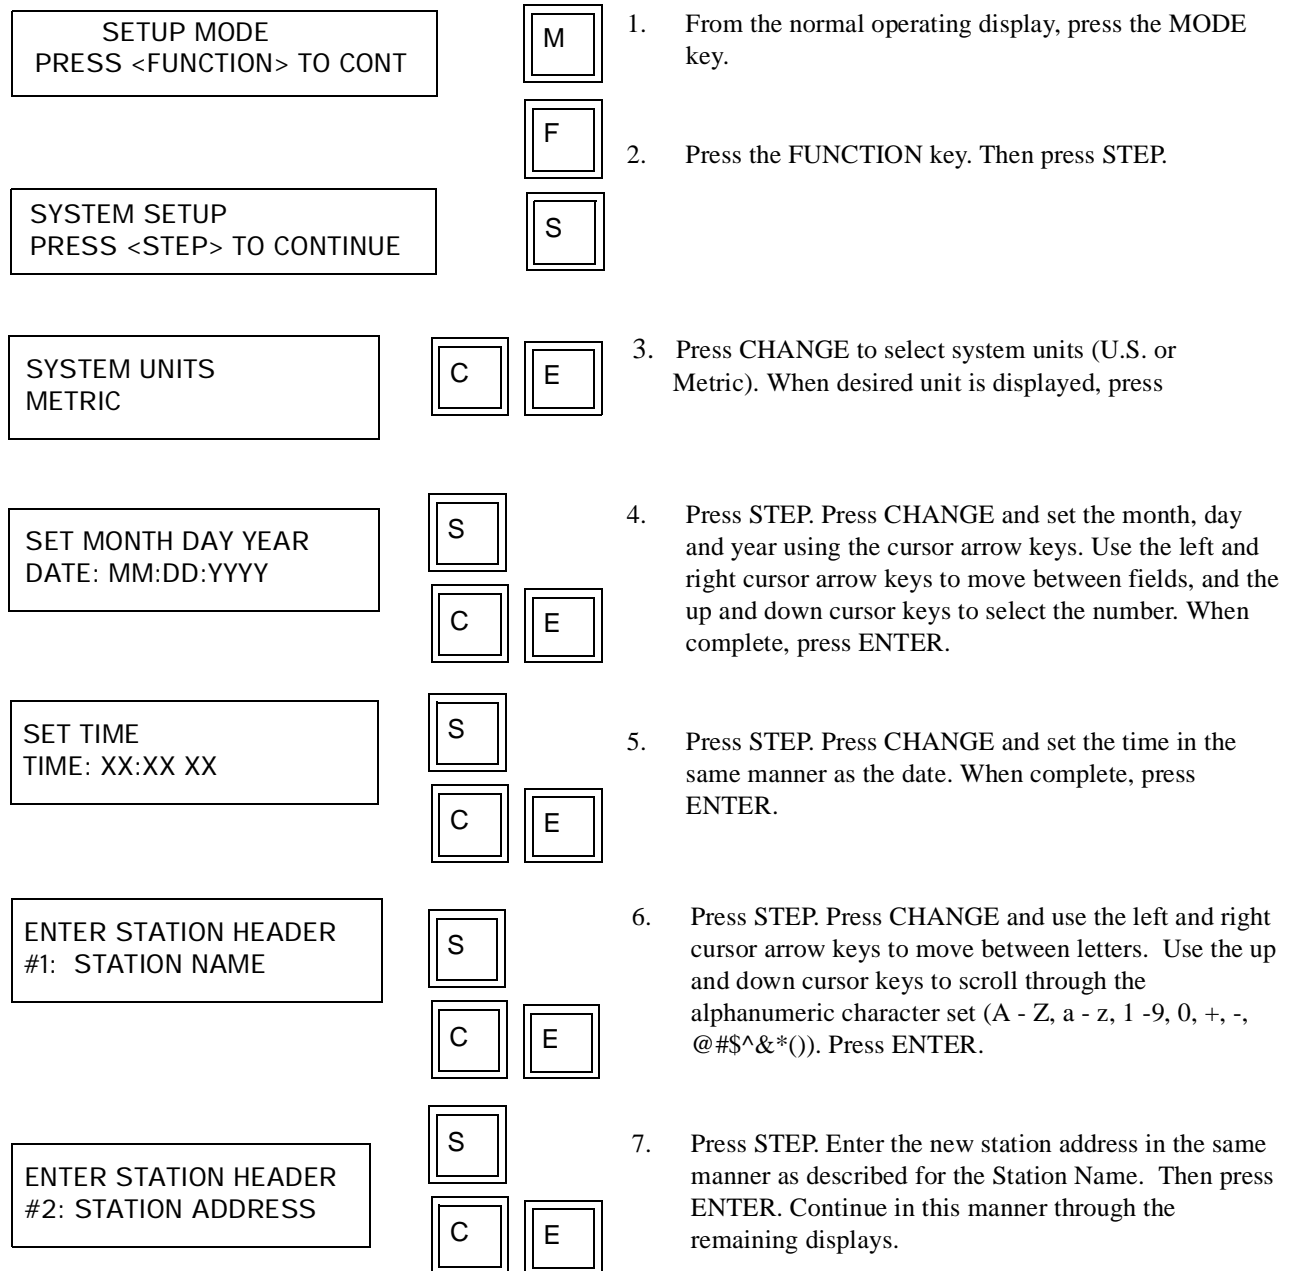 SETUP MODE
PRESS <FUNCTION> TO CONT
M
1. From the normal operating display, press the MODE
key.
F
2. Press the FUNCTION key. Then press STEP.
SYSTEM SETUP
PRESS <STEP> TO CONTINUE
S
SYSTEM UNITS
METRIC
C E
3. Press CHANGE to select system units (U.S. or
Metric). When desired unit is displayed, press
SET MONTH DAY YEAR
DATE: MM:DD:YYYY
S
C E
4. Press STEP. Press CHANGE and set the month, day
and year using the cursor arrow keys. Use the left and
right cursor arrow keys to move between fields, and the
up and down cursor keys to select the number. When
complete, press ENTER.
SET TIME
TIME: XX:XX XX
S
C E
5. Press STEP. Press CHANGE and set the time in the
same manner as the date. When complete, press
ENTER.
ENTER STATION HEADER
#1: STATION NAME
S
C E
6. Press STEP. Press CHANGE and use the left and right
cursor arrow keys to move between letters. Use the up
and down cursor keys to scroll through the
alphanumeric character set (A - Z, a - z, 1 -9, 0, +, -,
@#$^&*()). Press ENTER.
ENTER STATION HEADER
#2: STATION ADDRESS
S
C E
7. Press STEP. Enter the new station address in the same
manner as described for the Station Name. Then press
ENTER. Continue in this manner through the
remaining displays.